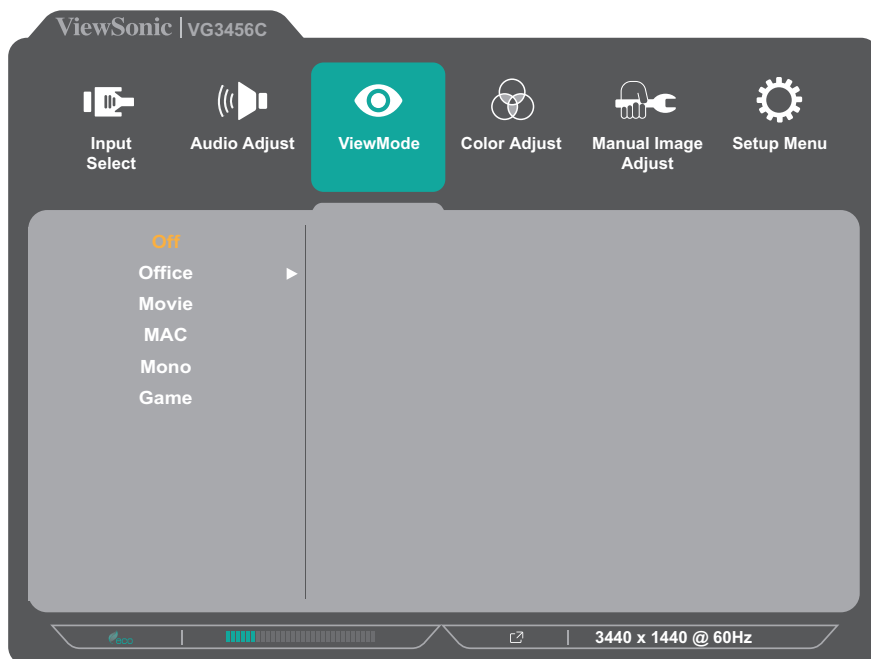 ViewSonic | VG3456C
Input Select
Audio Adjust
ViewMode
Color Adjust
Manual Image Adjust
Setup Menu
Off
Office
Movie
MAC
Mono
Game
eco
3440 x 1440 @ 60Hz